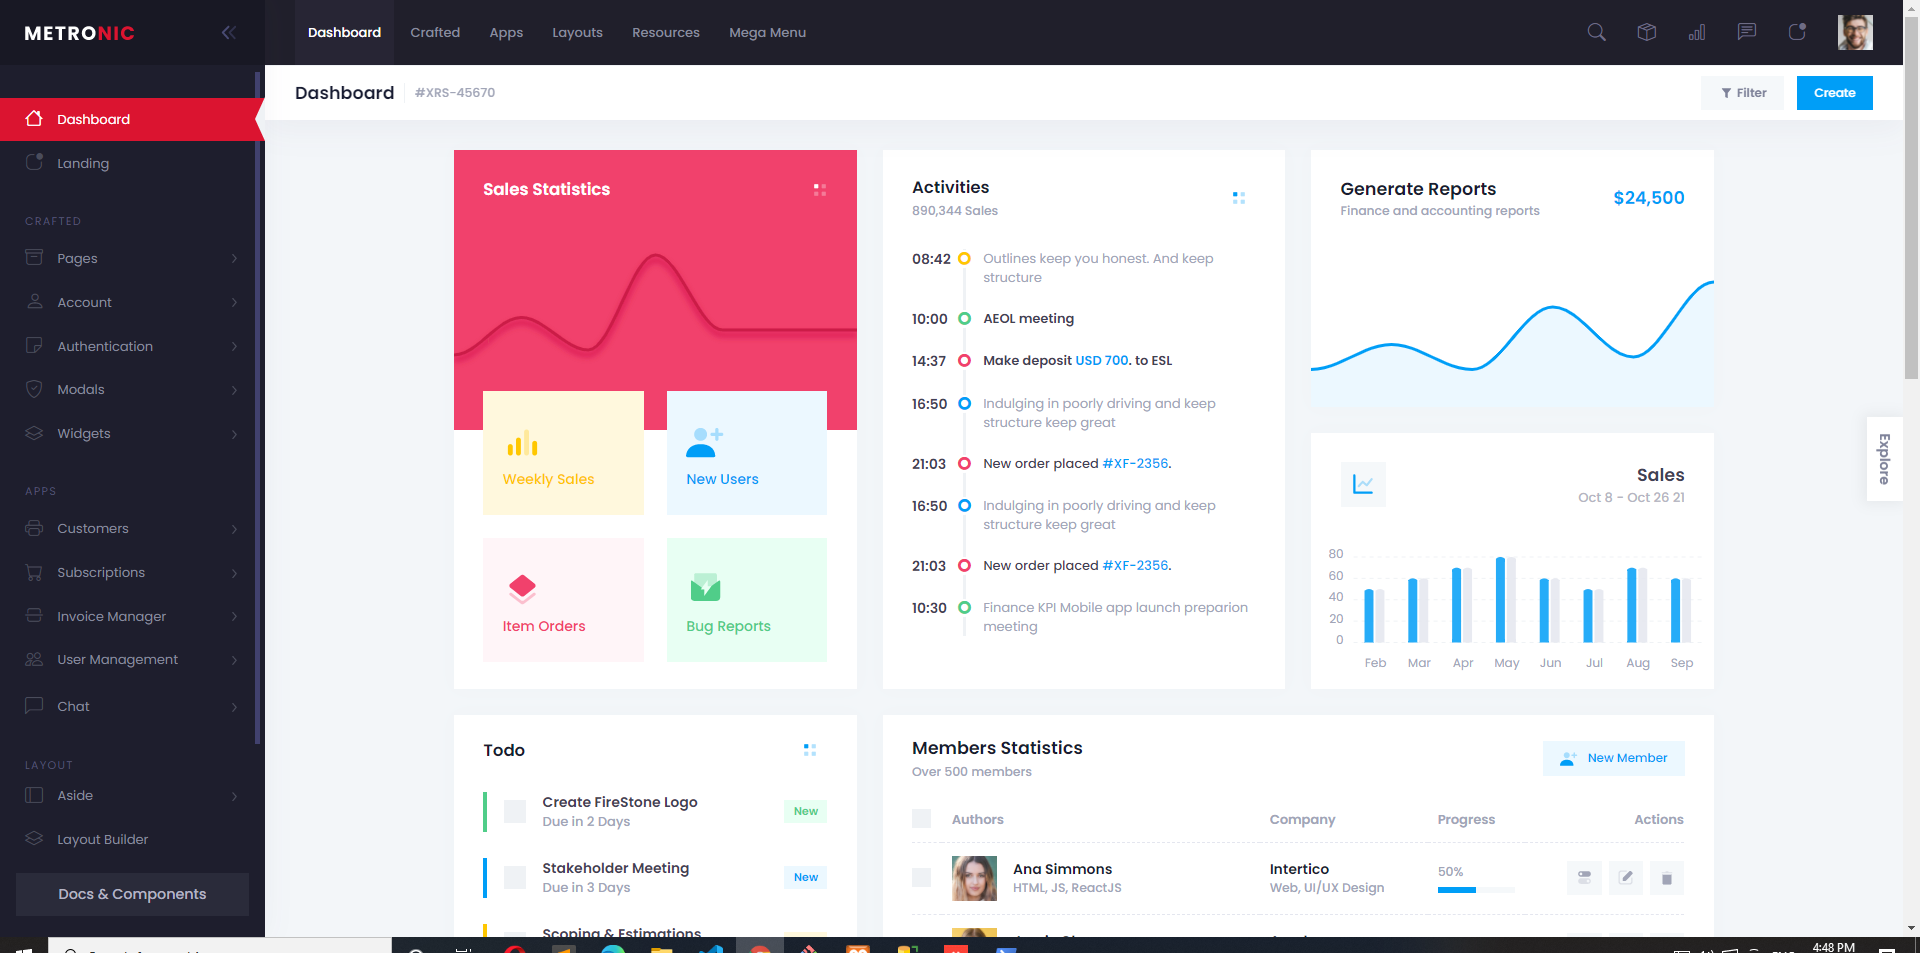 METRONIC
Dashboard
Crafted
Apps
Layouts
Resources
Mega Menu
Dashboard
#XRS-45670
Filter
Create
Dashboard
Landing
CRAFTED
Pages
Account
Authentication
Modals
Widgets
APPS
Customers
Subscriptions
Invoice Manager
User Management
Chat
LAYOUT
Aside
Layout Builder
Docs & Components
Sales Statistics
Weekly Sales
New Users
Item Orders
Bug Reports
Activities
890,344 Sales
08:42 Outlines keep you honest. And keep
structure
10:00 AEOL meeting
14:37 Make deposit USD 700. to ESL
16:50 Indulging in poorly driving and keep
structure keep great
21:03 New order placed #XF-2356.
16:50 Indulging in poorly driving and keep
structure keep great
21:03 New order placed #XF-2356.
10:30 Finance KPI Mobile app launch preparion
meeting
Generate Reports
Finance and accounting reports
$24,500
Sales
Oct 8 - Oct 26 21
80
60
40
20
0
Feb Mar Apr May Jun Jul Aug Sep
Explore
Todo
Create FireStone Logo
Due in 2 Days
New
Stakeholder Meeting
Due in 3 Days
New
Scoping & Estimations
Members Statistics
Over 500 members
New Member
Authors Company Progress Actions
Ana Simmons
HTML, JS, ReactJS
Intertico
Web, UI/UX Design
50%
4:48 PM